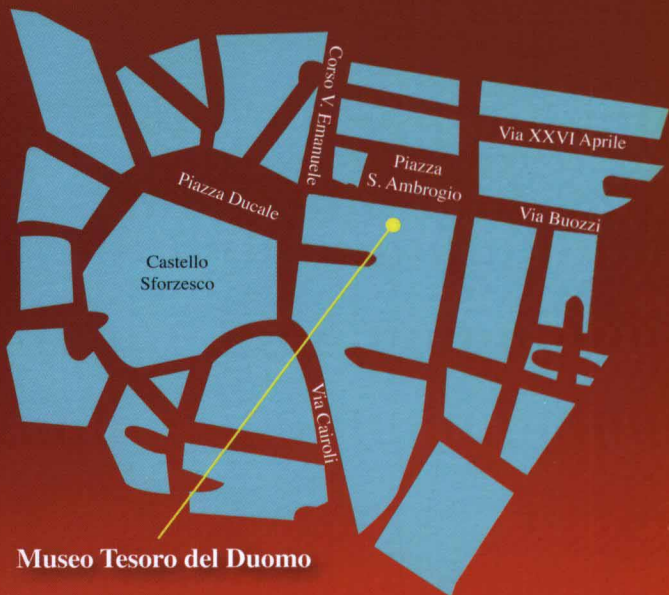 Corso V. Emanuele
Via XXVI Aprile
Piazza
S. Ambrogio
Piazza Ducale
Via Buozzi
Castello
Sforzesco
Via Cairoli
Museo Tesoro del Duomo